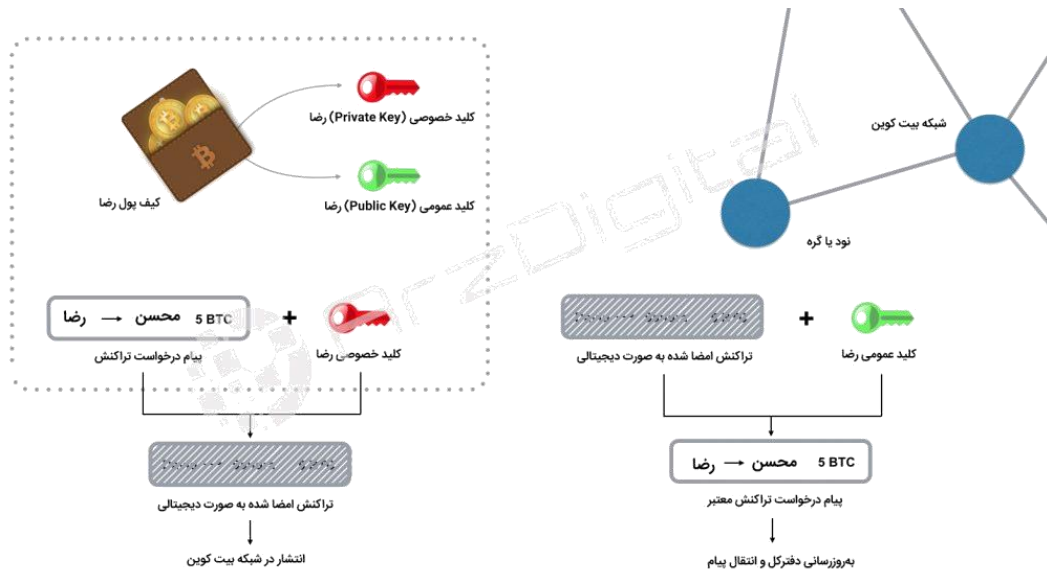 کلید خصوصی (Private Key) رضا
کلید عمومی (Public Key) رضا
کیف پول رضا
رضا → محسن 5 BTC
+
پیام درخواست تراکنش
کلید خصوصی رضا
تراکنش امضا شده به صورت دیجیتالی
انتشار در شبکه بیت کوین
شبکه بیت کوین
نود یا گره
+
تراکنش امضا شده به صورت دیجیتالی
کلید عمومی رضا
رضا → محسن 5 BTC
پیام درخواست تراکنش معتبر
به‌روزرسانی دفترکل و انتقال پیام
ArzDigital